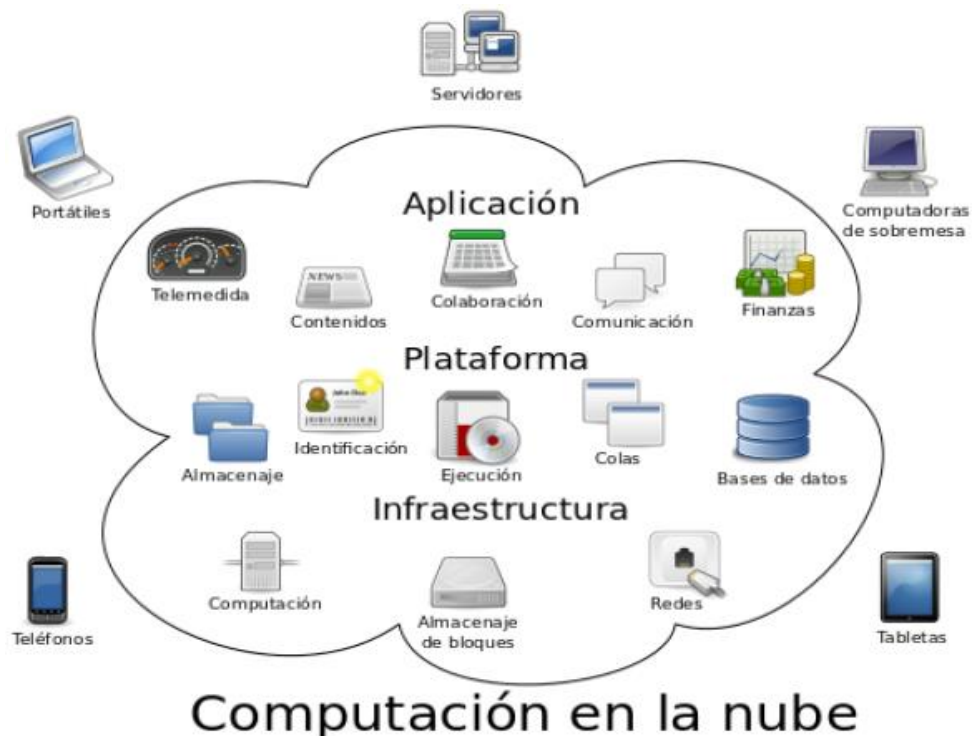 Servidores
Portátiles
Computadoras
de sobremesa
Aplicación
Telemedida
NEWS
Contenidos
Colaboración
Comunicación
Finanzas
Plataforma
Almacenaje
Identificación
Ejecución
Colas
Bases de datos
Infraestructura
Computación
Almacenaje
de bloques
Redes
Teléfonos
Tabletas
Computación en la nube